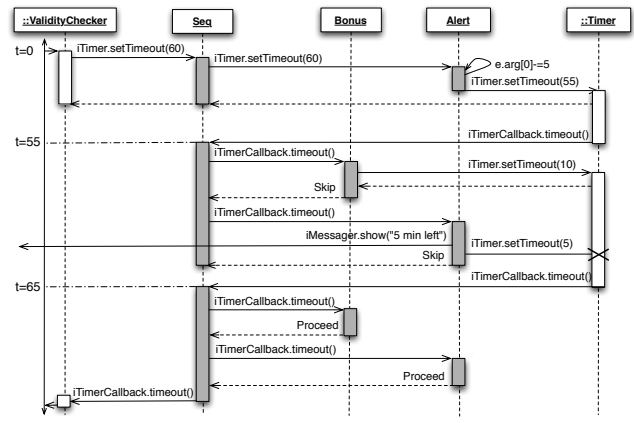 ::ValidityChecker Seq Bonus Alert ::Timer
t=0
iTimer.setTimeout(60)
iTimer.setTimeout(60)
e.arg[0]-=5
iTimer.setTimeout(55)
iTimerCallback.timeout()
t=55
iTimerCallback.timeout()
iTimer.setTimeout(10)
Skip
iTimerCallback.timeout()
iMessager.show("5 min left")
iTimer.setTimeout(5)
Skip
iTimerCallback.timeout()
t=65
iTimerCallback.timeout()
Proceed
iTimerCallback.timeout()
Proceed
iTimerCallback.timeout()